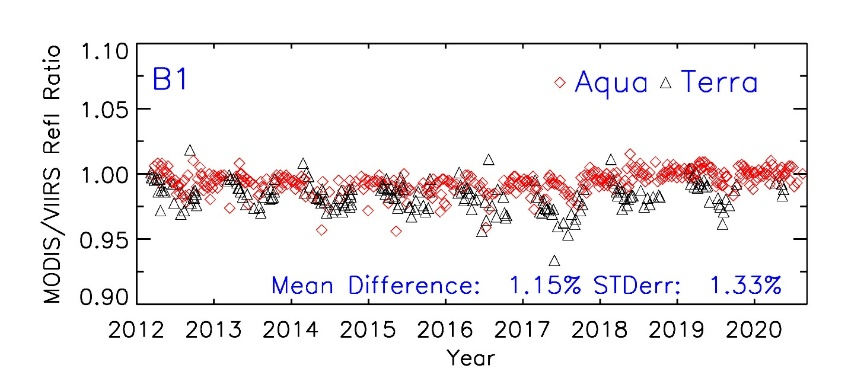 1.10
B1
◇ Aqua △ Terra
1.05
1.00
0.95
Mean Difference: 1.15% STDerr: 1.33%
0.90
MODIS/VIIRS Refl Ratio
2012 2013 2014 2015 2016 2017 2018 2019 2020
Year